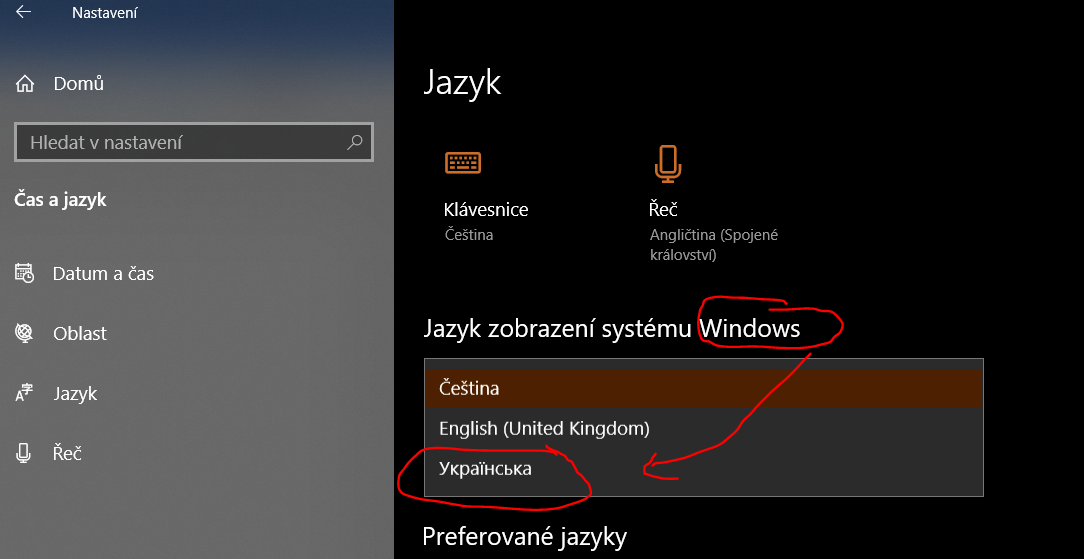 Nastavení
Domů
Hledat v nastavení
Čas a jazyk
Datum a čas
Oblast
Jazyk
Řeč
Jazyk
Klávesnice
Čeština
Řeč
Angličtina (Spojené
království)
Jazyk zobrazení systému Windows
Čeština
English (United Kingdom)
Українська
Preferované jazyky